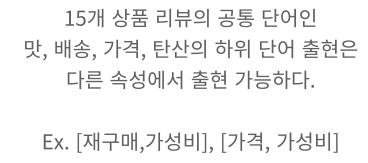 15개 상품 리뷰의 공통 단어인
맛, 배송, 가격, 탄산의 하위 단어 출현은
다른 속성에서 출현 가능하다.
Ex. [재구매,가성비], [가격, 가성비]